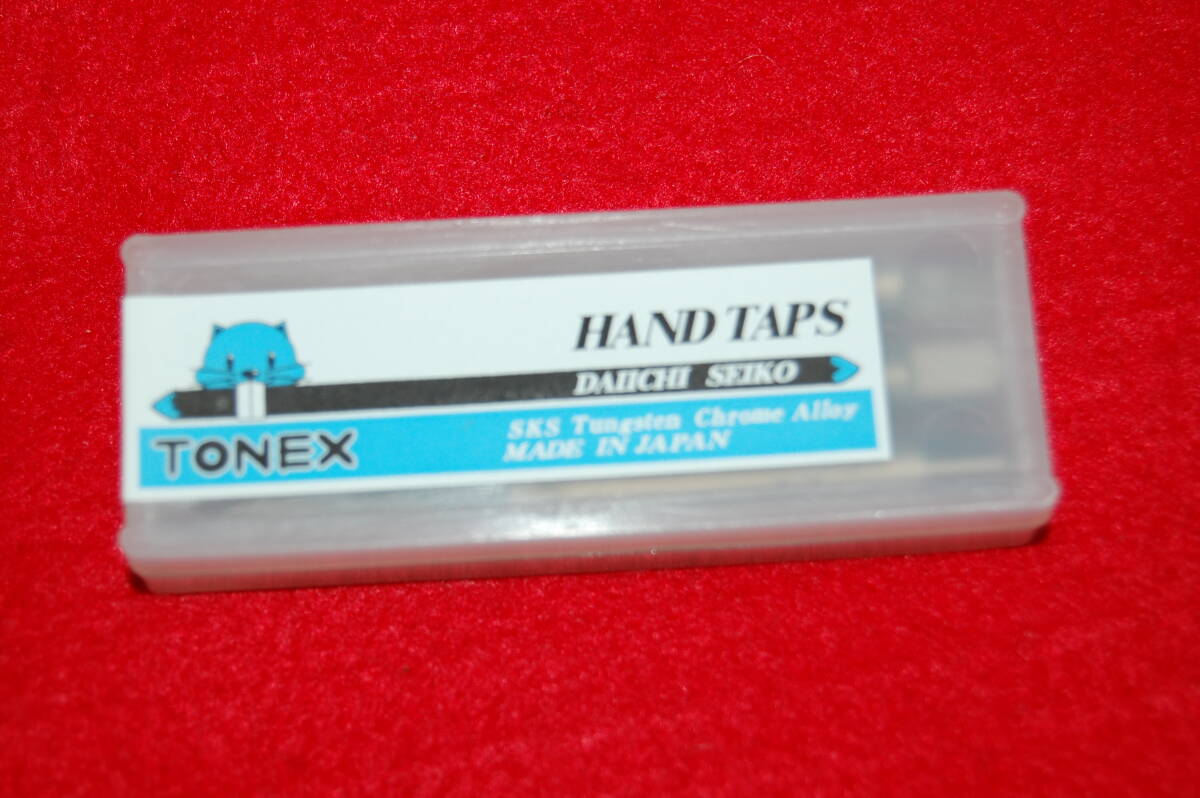 HAND TAPS
DAIICHI SEIKO
TONEX
SKS Tungsten Chrome Alloy
MADE IN JAPAN